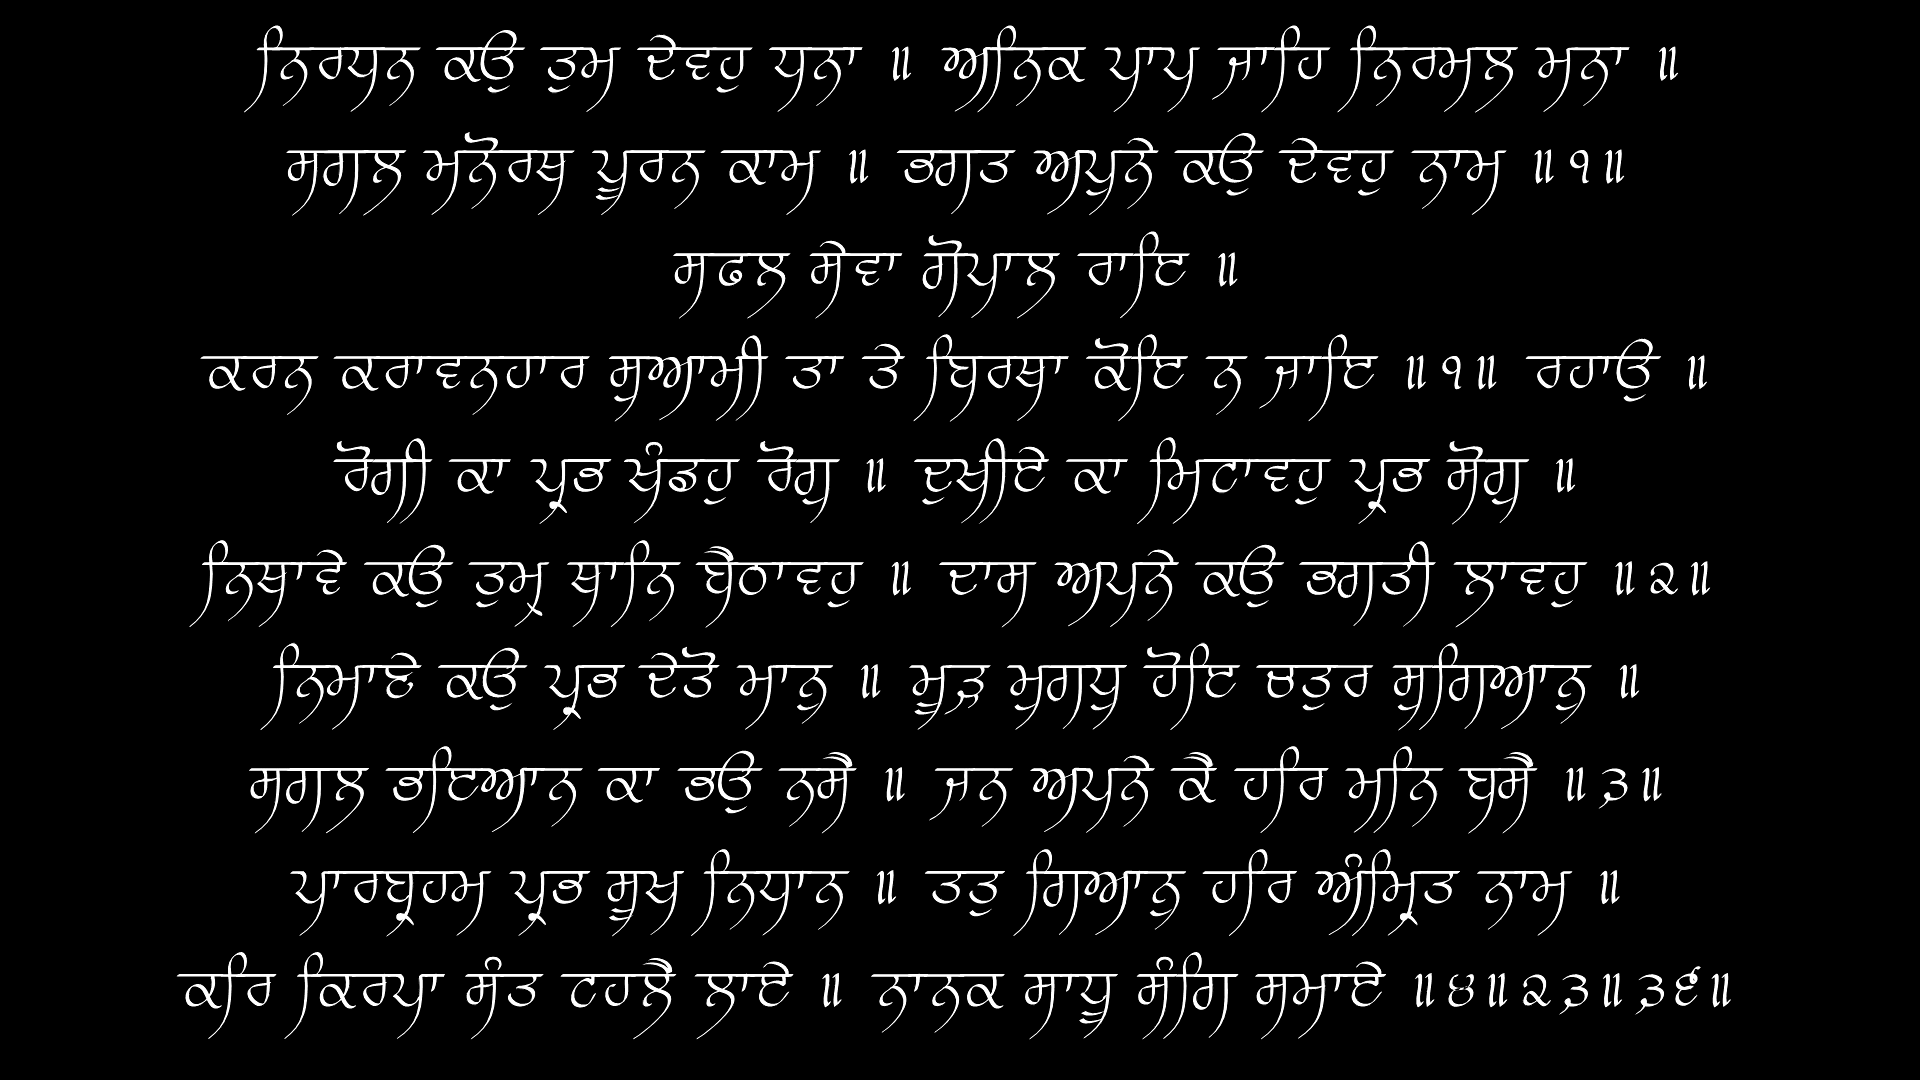 ਨਿਰਧਨ ਕਉ ਤੁਮ ਦੇਵਹੁ ਧਨਾ ॥ ਅਨਿਕ ਪਾਪ ਜਾਹਿ ਨਿਰਮਲ ਮਨਾ ॥
ਸਗਲ ਮਨੋਰਥ ਪੂਰਨ ਕਾਮ ॥ ਭਗਤ ਅਪੁਨੇ ਕਉ ਦੇਵਹੁ ਨਾਮ ॥੧॥
ਸਫਲ ਸੇਵਾ ਗੋਪਾਲ ਰਾਇ ॥
ਕਰਨ ਕਰਾਵਨਹਾਰ ਸੁਆਮੀ ਤਾ ਤੇ ਬਿਰਥਾ ਕੋਇ ਨ ਜਾਇ ॥੧॥ ਰਹਾਉ ॥
ਰੋਗੀ ਕਾ ਪ੍ਰਭ ਖੰਡਹੁ ਰੋਗੁ ॥ ਦੁਖੀਏ ਕਾ ਮਿਟਾਵਹੁ ਪ੍ਰਭ ਸੋਗੁ ॥
ਨਿਥਾਵੇ ਕਉ ਤੁਮ੍ਹ ਥਾਨਿ ਬੈਠਾਵਹੁ ॥ ਦਾਸ ਅਪਨੇ ਕਉ ਭਗਤੀ ਲਾਵਹੁ ॥੨॥
ਨਿਮਾਣੇ ਕਉ ਪ੍ਰਭ ਦੇਤੋ ਮਾਨੁ ॥ ਮੂੜ ਮੁਗਧੁ ਹੋਇ ਚਤੁਰ ਸੁਗਿਆਨੁ ॥
ਸਗਲ ਭਇਆਨ ਕਾ ਭਉ ਨਸੈ ॥ ਜਨ ਅਪਨੇ ਕੈ ਹਰਿ ਮਨਿ ਬਸੈ ॥੩॥
ਪਾਰਬ੍ਰਹਮ ਪ੍ਰਭ ਸੂਖ ਨਿਧਾਨ ॥ ਤਤੁ ਗਿਆਨੁ ਹਰਿ ਅੰਮ੍ਰਿਤ ਨਾਮ ॥
ਕਰਿ ਕਿਰਪਾ ਸੰਤ ਟਹਲੈ ਲਾਏ ॥ ਨਾਨਕ ਸਾਧੂ ਸੰਗਿ ਸਮਾਏ ॥੪॥੨੩॥੩੬॥